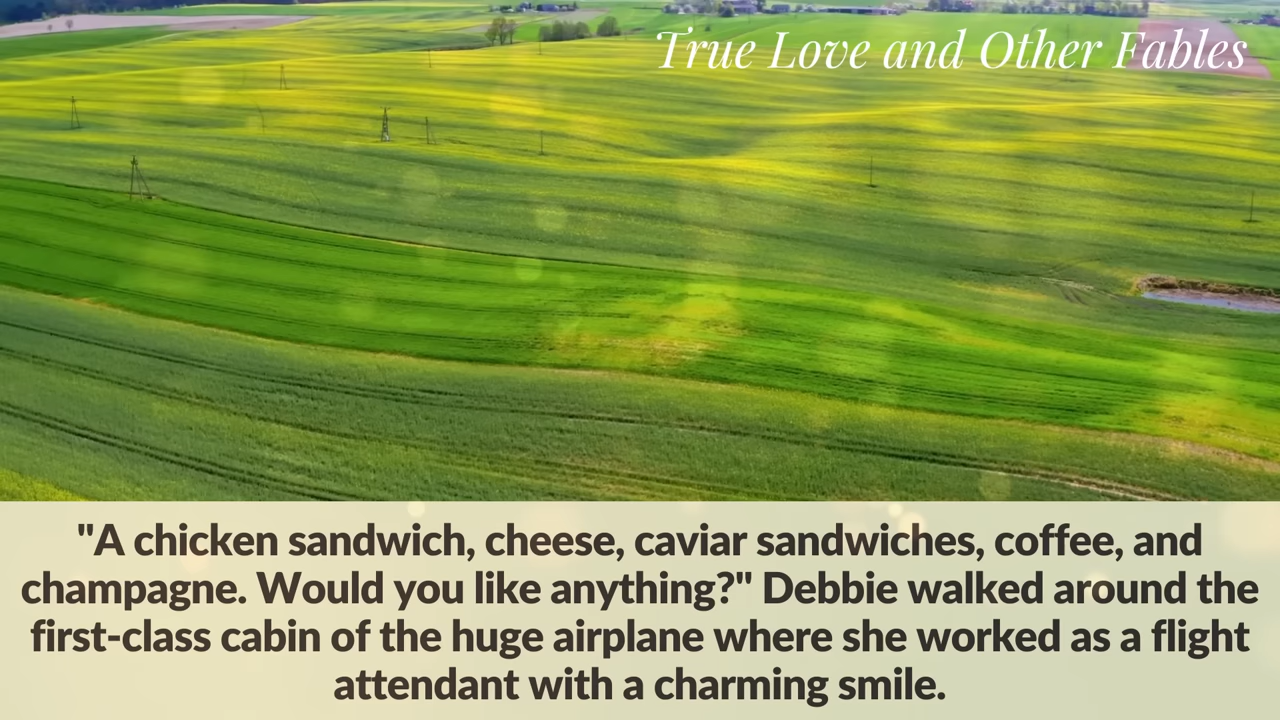 True Love and Other Fables
"A chicken sandwich, cheese, caviar sandwiches, coffee, and
champagne. Would you like anything?" Debbie walked around the
first-class cabin of the huge airplane where she worked as a flight
attendant with a charming smile.